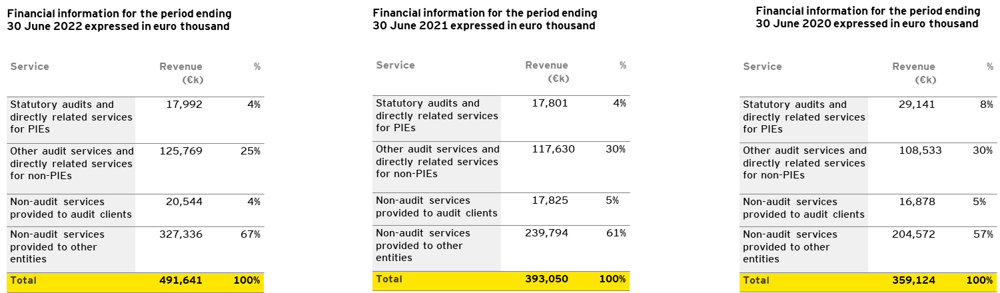 Financial information for the period ending
30 June 2022 expressed in euro thousand
Service Revenue %
(€k)
Statutory audits and 17,992 4%
directly related services
for PIEs
Other audit services and 125,769 25%
directly related services
for non-PIEs
Non-audit services 20,544 4%
provided to audit clients
Non-audit services 327,336 67%
provided to other
entities
Total 491,641 100%
Financial information for the period ending
30 June 2021 expressed in euro thousand
Service Revenue %
(€k)
Statutory audits and 17,801 4%
directly related services
for PIEs
Other audit services and 117,630 30%
directly related services
for non-PIEs
Non-audit services 17,825 5%
provided to audit clients
Non-audit services 239,794 61%
provided to other
entities
Total 393,050 100%
Financial information for the period ending
30 June 2020 expressed in euro thousand
Service Revenue %
(€k)
Statutory audits and 29,141 8%
directly related services
for PIEs
Other audit services and 108,533 30%
directly related services
for non-PIEs
Non-audit services 16,878 5%
provided to audit clients
Non-audit services 204,572 57%
provided to other
entities
Total 359,124 100%